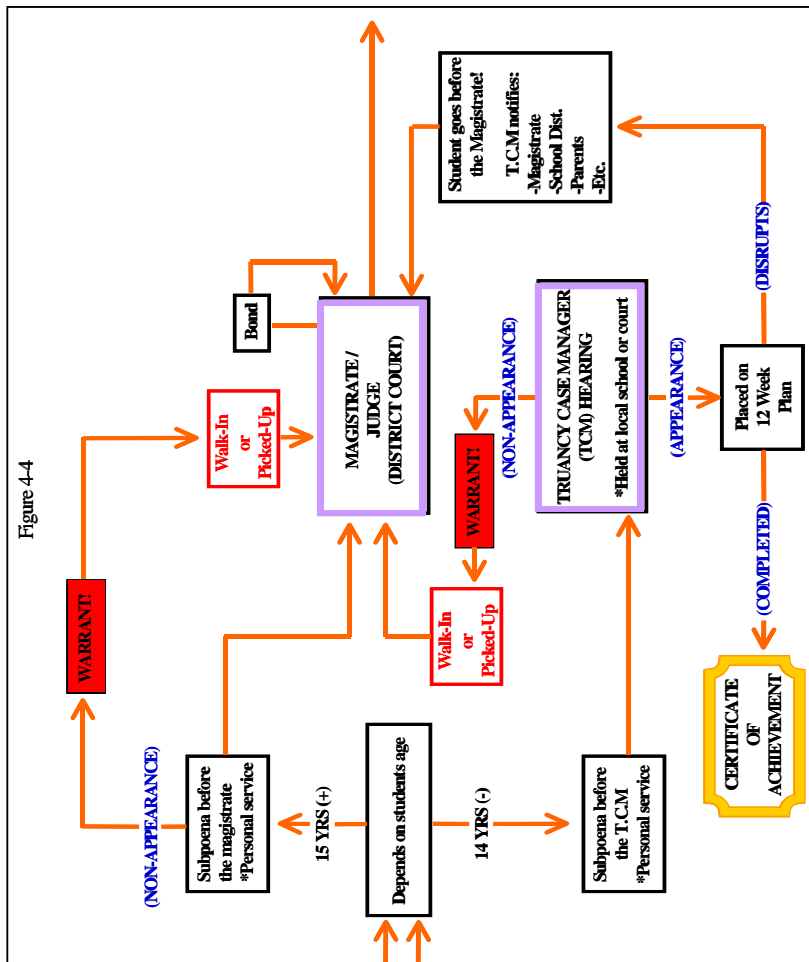 Figure 4-4
Depends on students age
15 YRS (+)
Subpoena before
the magistrate
*Personal service
(NON-APPEARANCE)
WARRANT!
Walk-In
or
Picked-Up
MAGISTRATE /
JUDGE
(DISTRICT COURT)
Bond
14 YRS (-)
Subpoena before
the T.C.M
*Personal service
TRUANCY CASE MANAGER
(TCM) HEARING
*Held at local school or court
(NON-APPEARANCE)
WARRANT!
Walk-In
or
Picked-Up
(APPEARANCE)
Placed on
12 Week
Plan
(COMPLETED)
CERTIFICATE
OF
ACHIEVEMENT
(DISRUPTS)
Student goes before
the Magistrate!
T.C.M notifies:
-Magistrate
-School Dist.
-Parents
-Etc.